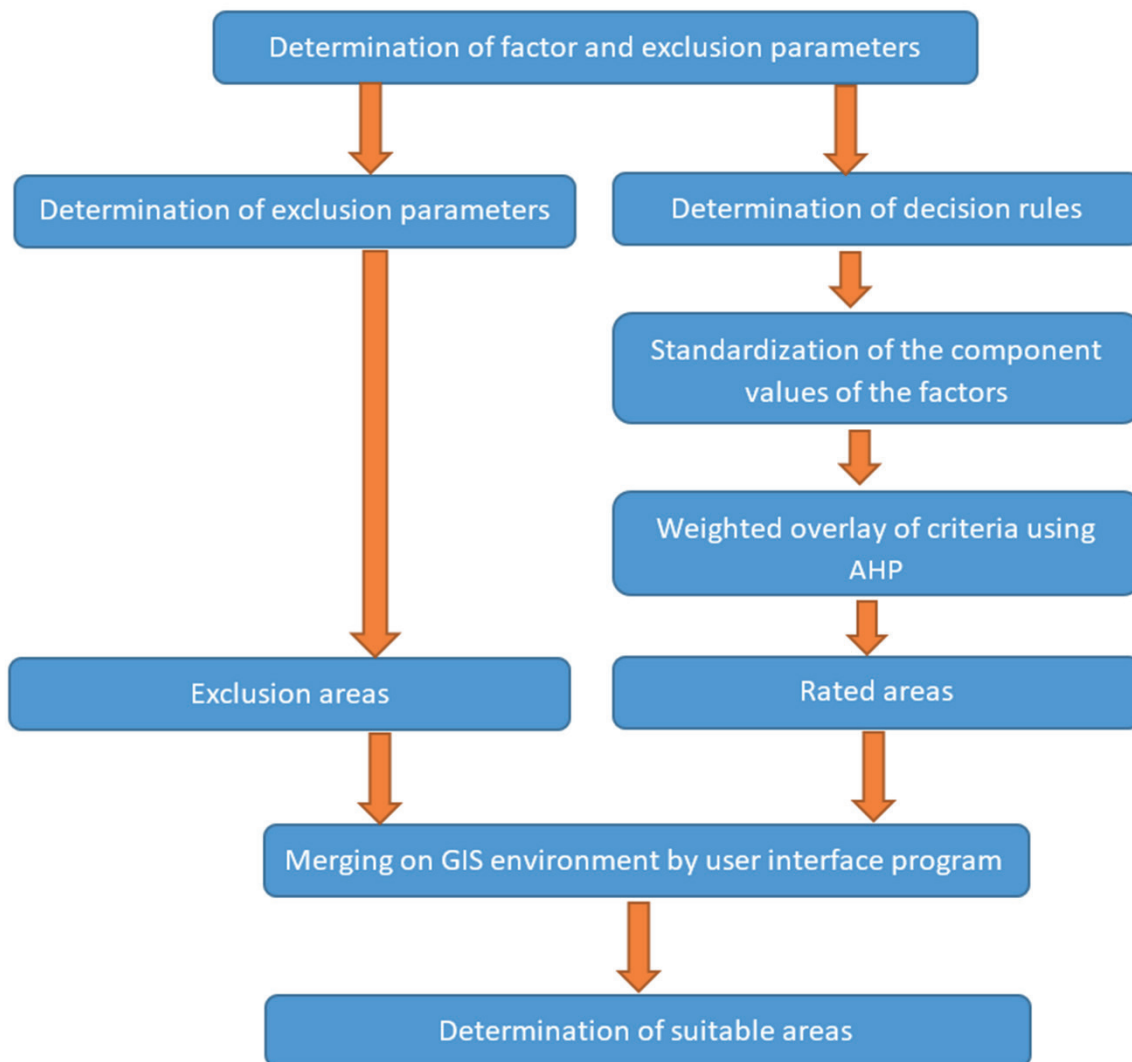 Determination of factor and exclusion parameters
Determination of exclusion parameters
Determination of decision rules
Standardization of the component
values of the factors
Weighted overlay of criteria using
AHP
Exclusion areas
Rated areas
Merging on GIS environment by user interface program
Determination of suitable areas